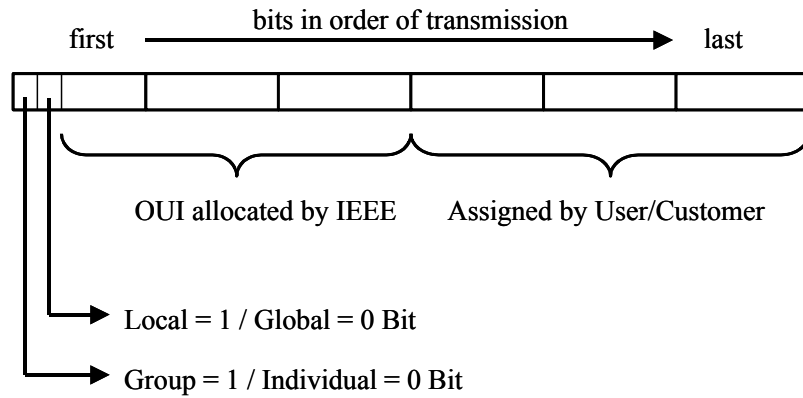 bits in order of transmission
first last
OUI allocated by IEEE Assigned by User/Customer
Local = 1 / Global = 0 Bit
Group = 1 / Individual = 0 Bit